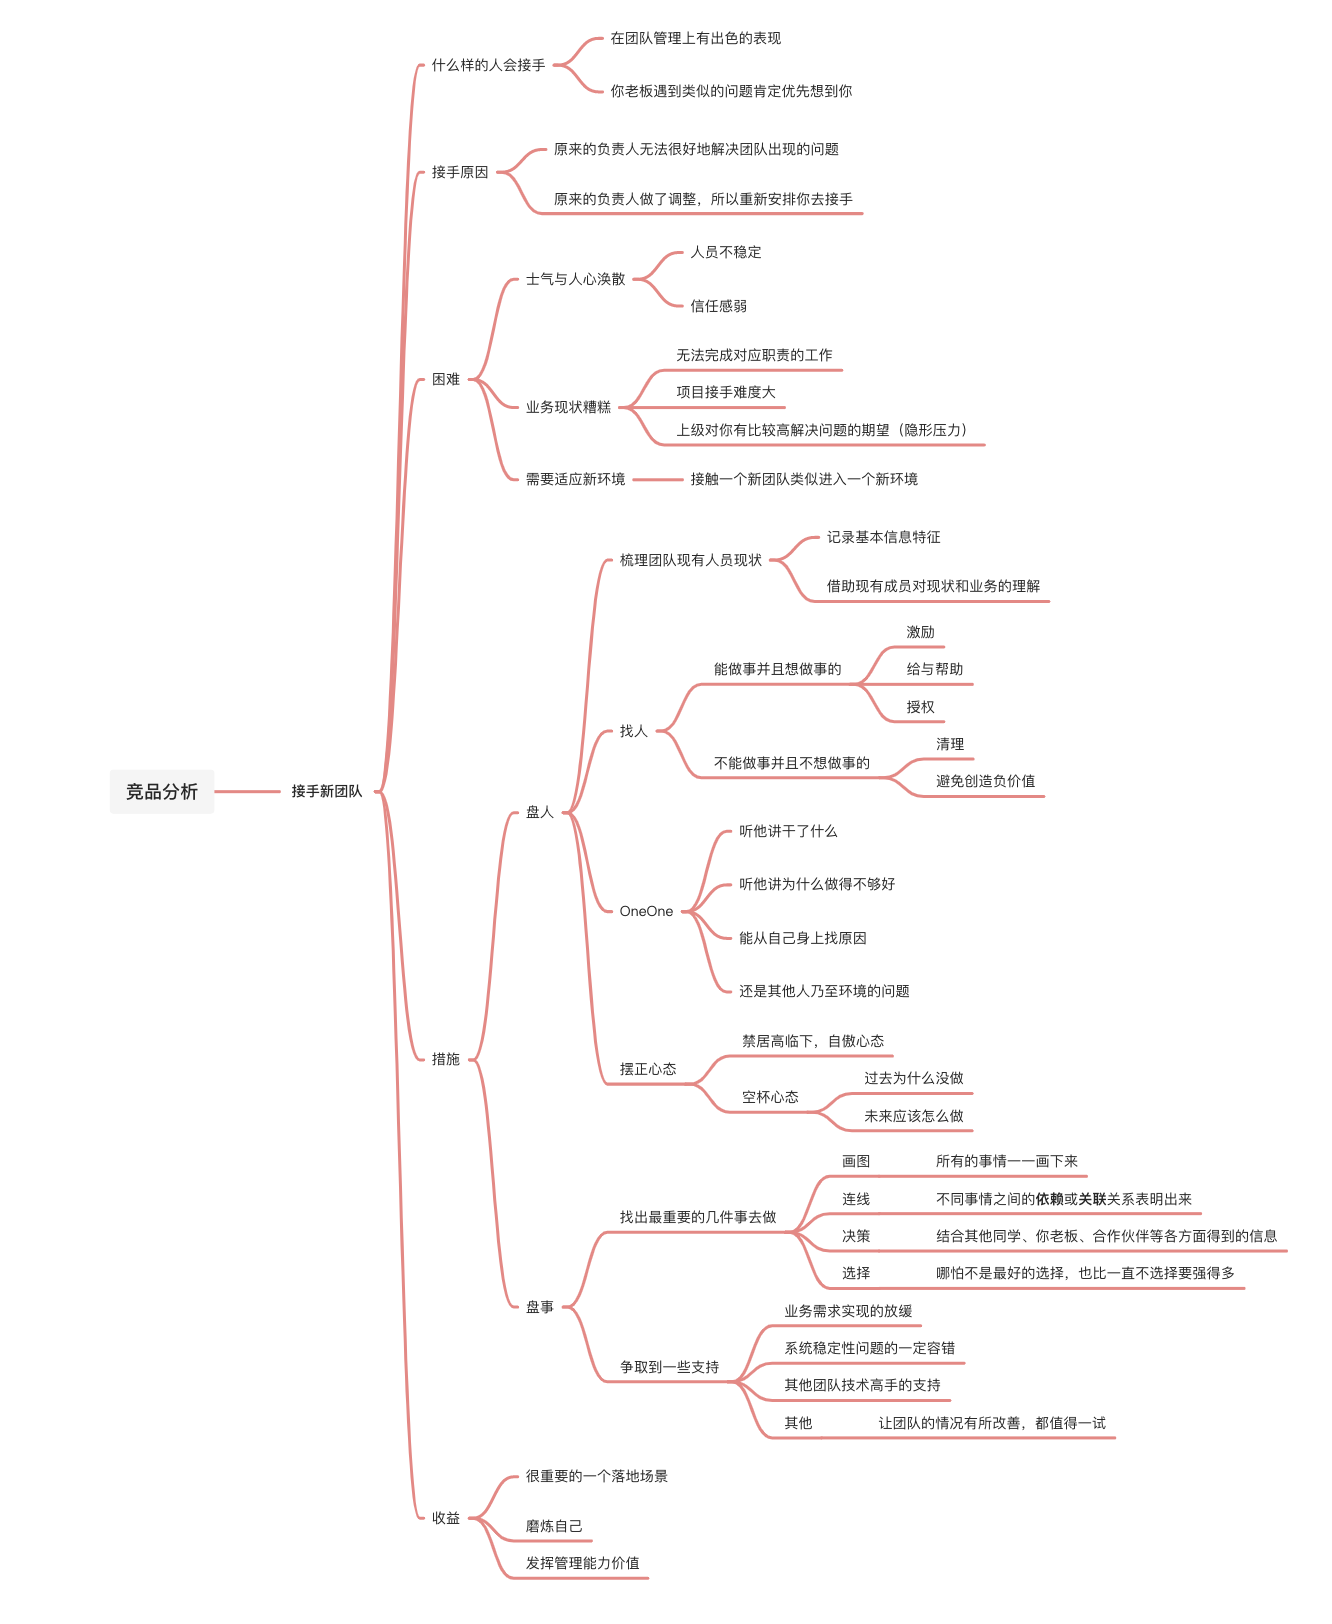 竞品分析
接手新团队
什么样的人会接手
在团队管理上有出色的表现
你老板遇到类似的问题肯定优先想到你
接手原因
原来的负责人无法很好地解决团队出现的问题
原来的负责人做了调整，所以重新安排你去接手
困难
士气与人心涣散
人员不稳定
信任感弱
业务现状糟糕
无法完成对应职责的工作
项目接手难度大
上级对你有比较高解决问题的期望（隐形压力）
需要适应新环境
接触一个新团队类似进入一个新环境
措施
盘人
梳理团队现有人员现状
记录基本信息特征
借助现有成员对现状和业务的理解
找人
能做事并且想做事的
激励
给与帮助
授权
不能做事并且不想做事的
清理
避免创造负价值
OneOne
听他讲干了什么
听他讲为什么做得不够好
能从自己身上找原因
还是其他人乃至环境的问题
摆正心态
禁居高临下，自傲心态
空杯心态
过去为什么没做
未来应该怎么做
盘事
找出最重要的几件事去做
画图
所有的事情一一画下来
连线
不同事情之间的依赖或关联关系表明出来
决策
结合其他同学、你老板、合作伙伴等各方面得到的信息
选择
哪怕不是最好的选择，也比一直不选择要强得多
争取到一些支持
业务需求实现的放缓
系统稳定性问题的一定容错
其他团队技术高手的支持
其他
让团队的情况有所改善，都值得一试
收益
很重要的一个落地场景
磨炼自己
发挥管理能力价值